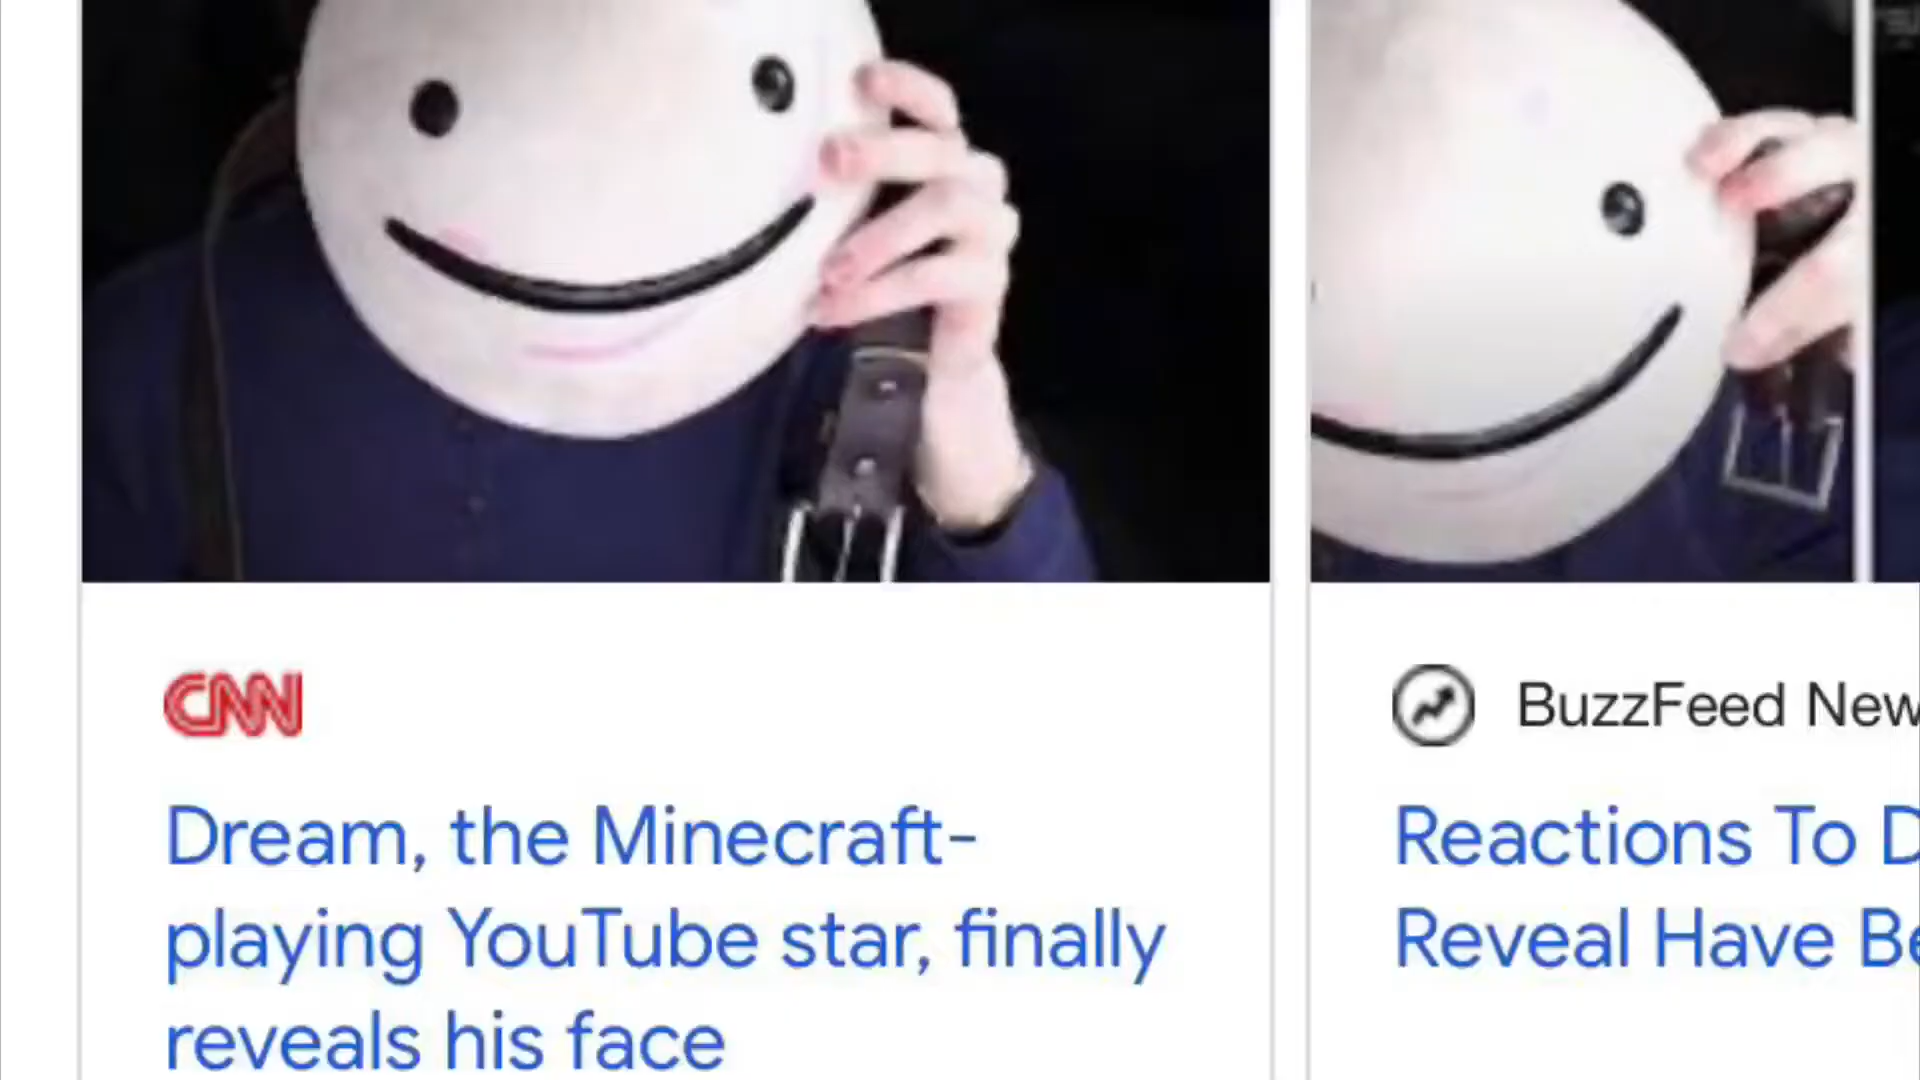 CNN
Dream, the Minecraft-
playing YouTube star, finally
reveals his face
BuzzFeed New
Reactions To D
Reveal Have Be